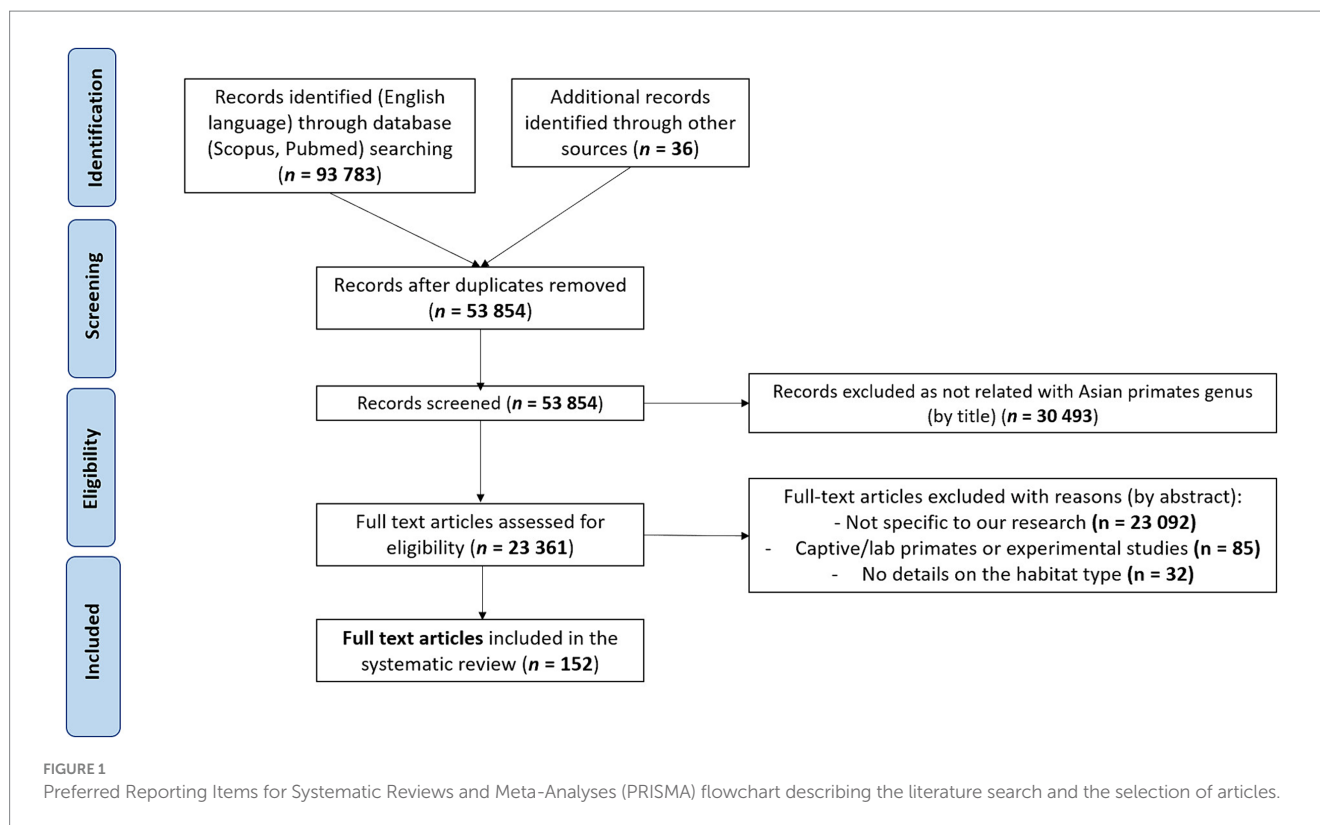 Identification
Records identified (English
language) through database
(Scopus, Pubmed) searching
(n = 93 783)
Additional records
identified through other
sources (n = 36)
Screening
Records after duplicates removed
(n = 53 854)
Records screened (n = 53 854)
Records excluded as not related with Asian primates genus
(by title) (n = 30 493)
Eligibility
Full text articles assessed for
eligibility (n = 23 361)
Full-text articles excluded with reasons (by abstract):
- Not specific to our research (n = 23 092)
- Captive/lab primates or experimental studies (n = 85)
- No details on the habitat type (n = 32)
Included
Full text articles included in the
systematic review (n = 152)
FIGURE 1
Preferred Reporting Items for Systematic Reviews and Meta-Analyses (PRISMA) flowchart describing the literature search and the selection of articles.